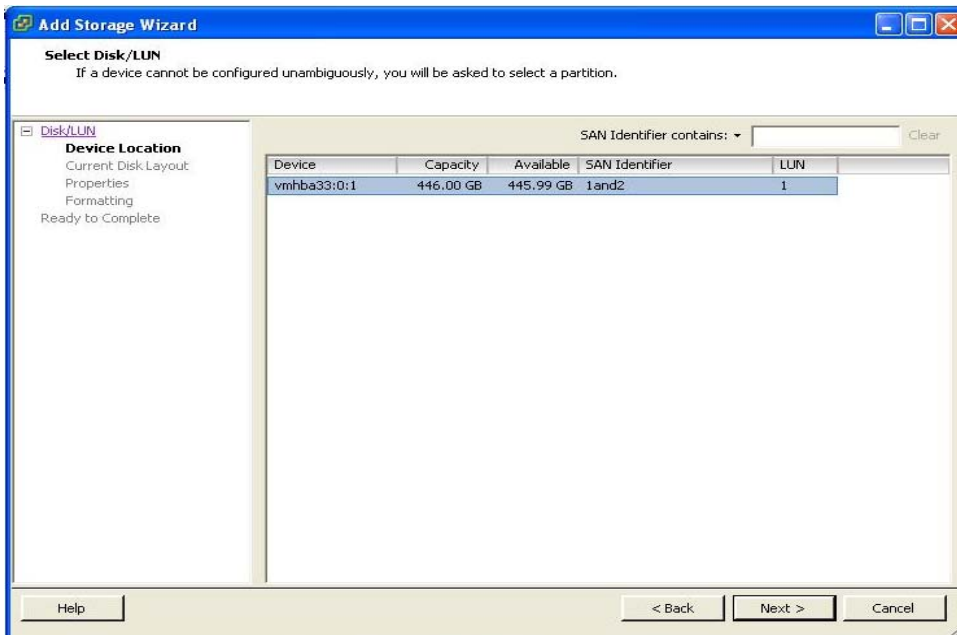 Add Storage Wizard
Select Disk/LUN
If a device cannot be configured unambiguously, you will be asked to select a partition.
Disk/LUN
Device Location
Current Disk Layout
Properties
Formatting
Ready to Complete
SAN Identifier contains: Clear
Device Capacity Available SAN Identifier LUN
vmhba33:0:1 446.00 GB 445.99 GB 1and2 1
Help < Back Next > Cancel